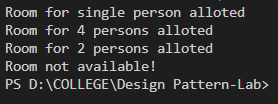 Room for single person alloted
Room for 4 persons alloted
Room for 2 persons alloted
Room not available!
PS D:\COLLEGE\Design Pattern-Lab>